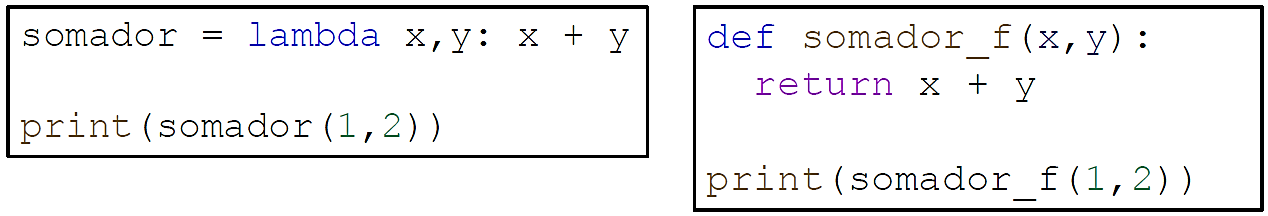 somador = lambda x,y: x + y
print(somador(1,2))
def somador_f(x,y):
  return x + y
print(somador_f(1,2))